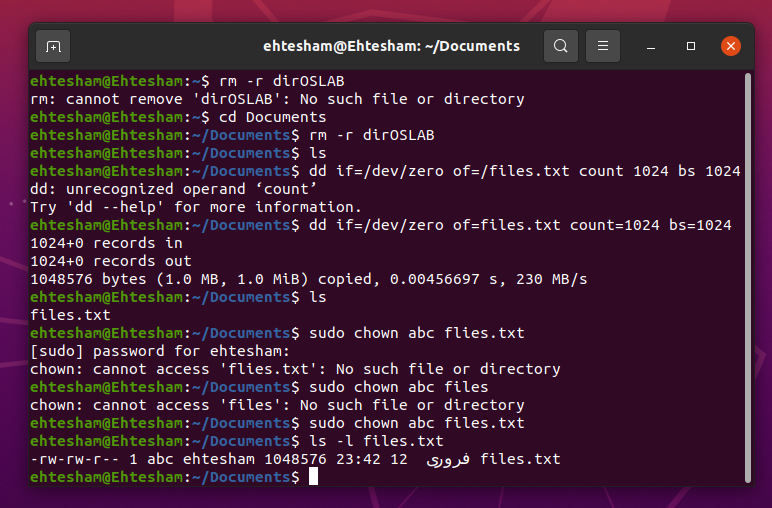 ehtesham@Ehtesham: ~/Documents
ehtesham@Ehtesham:~$ rm -r dirOSLAB
rm: cannot remove 'dirOSLAB': No such file or directory
ehtesham@Ehtesham:~$ cd Documents
ehtesham@Ehtesham:~/Documents$ rm -r dirOSLAB
ehtesham@Ehtesham:~/Documents$ ls
ehtesham@Ehtesham:~/Documents$ dd if=/dev/zero of=/files.txt count 1024 bs 1024
dd: unrecognized operand ‘count’
Try 'dd --help' for more information.
ehtesham@Ehtesham:~/Documents$ dd if=/dev/zero of=files.txt count=1024 bs=1024
1024+0 records in
1024+0 records out
1048576 bytes (1.0 MB, 1.0 MiB) copied, 0.00456697 s, 230 MB/s
ehtesham@Ehtesham:~/Documents$ ls
files.txt
ehtesham@Ehtesham:~/Documents$ sudo chown abc flies.txt
[sudo] password for ehtesham:
chown: cannot access 'flies.txt': No such file or directory
ehtesham@Ehtesham:~/Documents$ sudo chown abc files
chown: cannot access 'files': No such file or directory
ehtesham@Ehtesham:~/Documents$ sudo chown abc files.txt
ehtesham@Ehtesham:~/Documents$ ls -l files.txt
-rw-rw-r-- 1 abc ehtesham 1048576 23:42 12 فروری files.txt
ehtesham@Ehtesham:~/Documents$